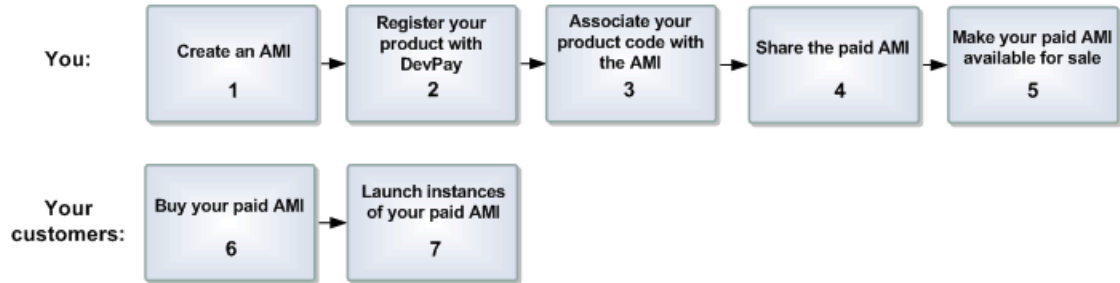 You:
Create an AMI
1
Register your
product with
DevPay
2
Associate your
product code with
the AMI
3
Share the paid AMI
4
Make your paid AMI
available for sale
5
Your
customers:
Buy your paid AMI
6
Launch instances
of your paid AMI
7